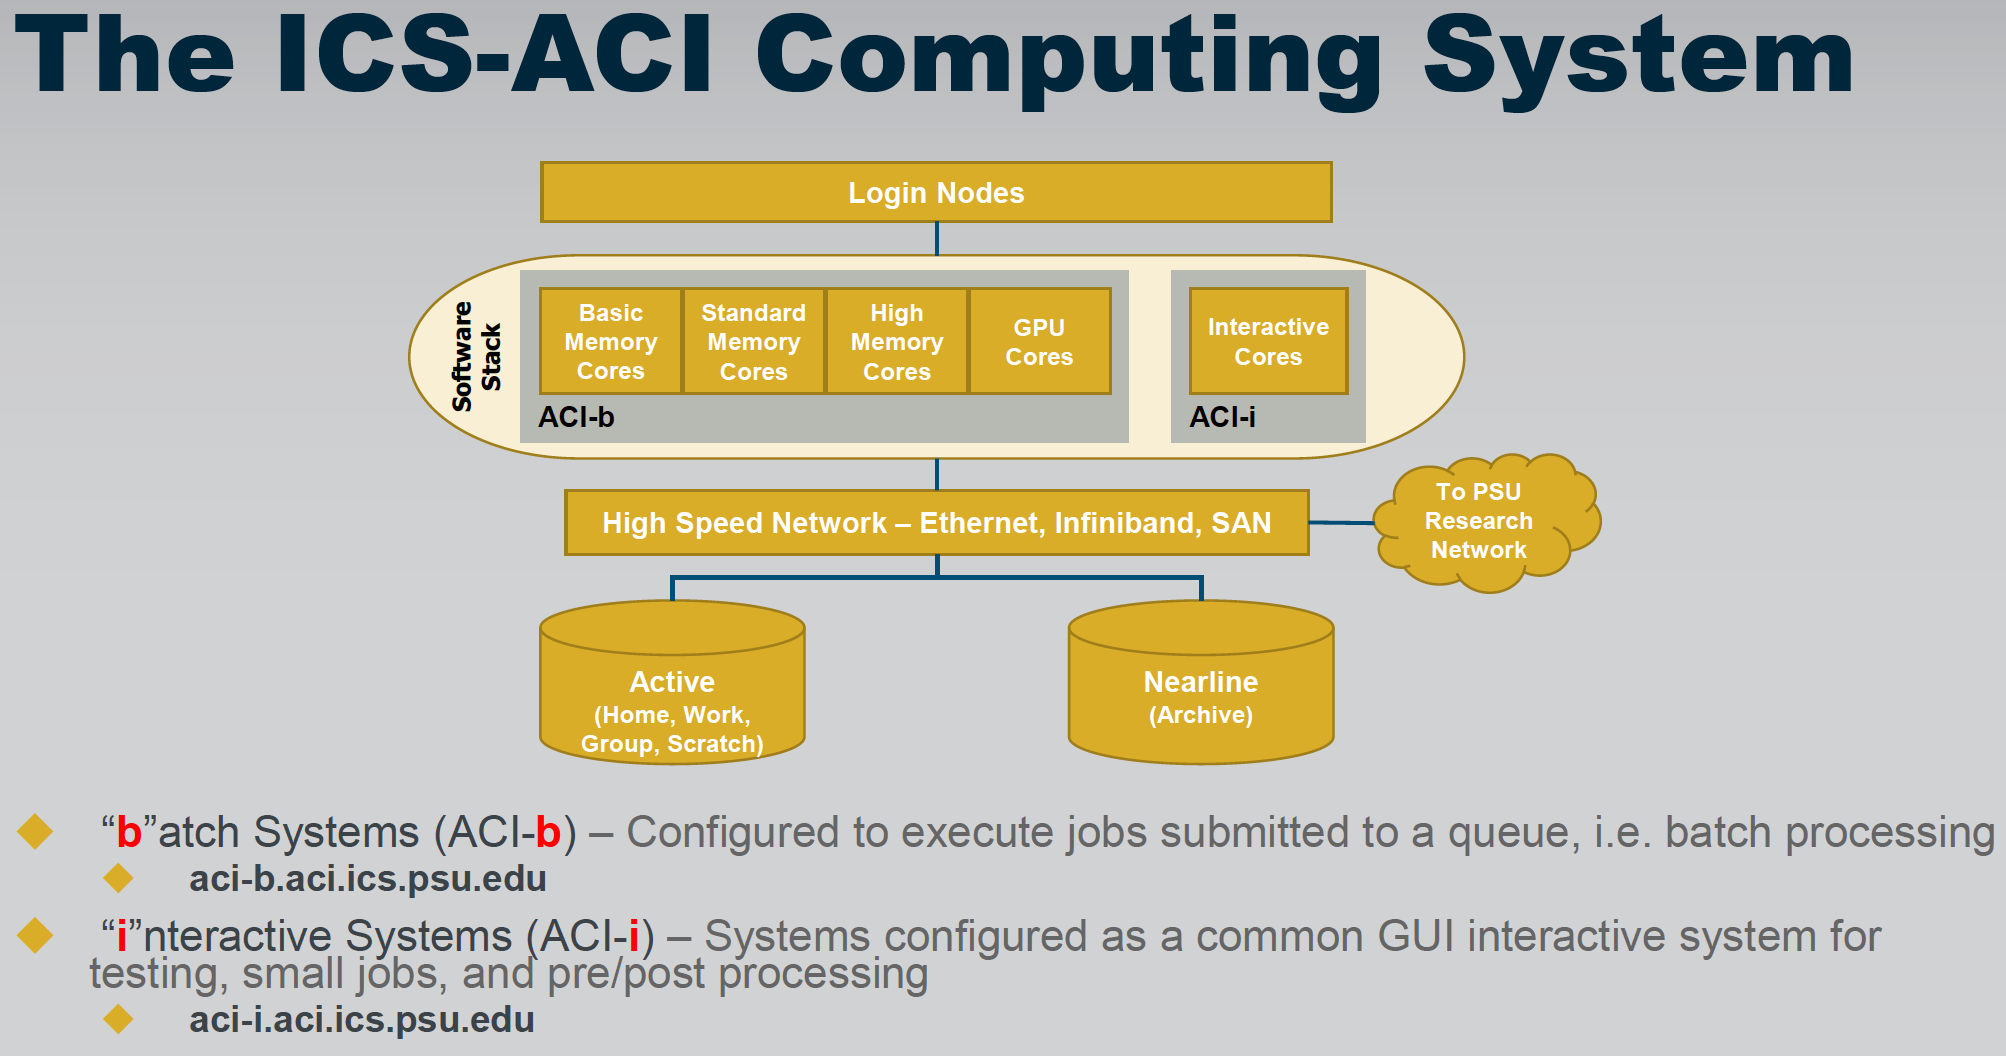 The ICS-ACI Computing System
Login Nodes
Software
Stack
Basic
Memory
Cores
Standard
Memory
Cores
High
Memory
Cores
GPU
Cores
ACI-b
Interactive
Cores
ACI-i
High Speed Network – Ethernet, Infiniband, SAN
To PSU
Research
Network
Active
(Home, Work,
Group, Scratch)
Nearline
(Archive)
“b”atch Systems (ACI-b) – Configured to execute jobs submitted to a queue, i.e. batch processing
aci-b.aci.ics.psu.edu
“i”nteractive Systems (ACI-i) – Systems configured as a common GUI interactive system for
testing, small jobs, and pre/post processing
aci-i.aci.ics.psu.edu